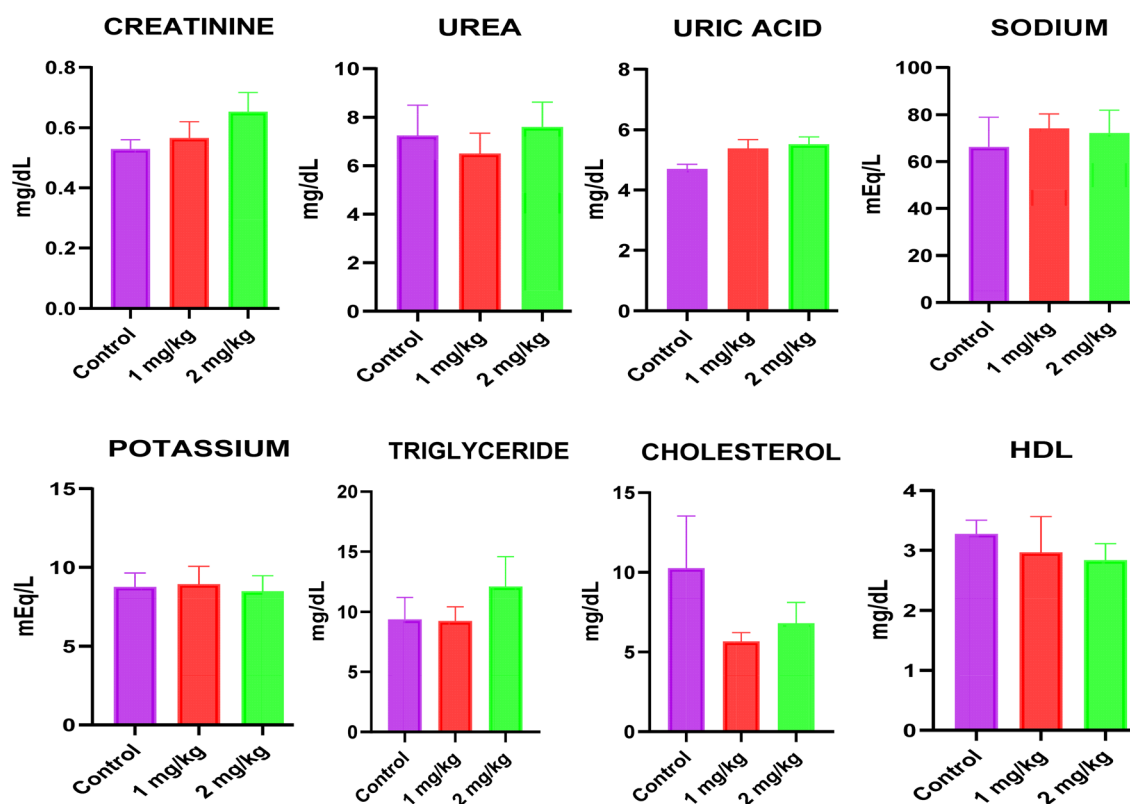 CREATININE
mg/dL
0.8
0.6
0.4
0.2
0.0
Control
1 mg/kg
2 mg/kg
UREA
mg/dL
10
8
6
4
2
0
Control
1 mg/kg
2 mg/kg
URIC ACID
mg/dL
8
6
4
2
0
Control
1 mg/kg
2 mg/kg
SODIUM
mEq/L
100
80
60
40
20
0
Control
1 mg/kg
2 mg/kg
POTASSIUM
mEq/L
15
10
5
0
Control
1 mg/kg
2 mg/kg
TRIGLYCERIDE
mg/dL
20
15
10
5
0
Control
1 mg/kg
2 mg/kg
CHOLESTEROL
mg/dL
15
10
5
0
Control
1 mg/kg
2 mg/kg
HDL
mg/dL
4
3
2
1
0
Control
1 mg/kg
2 mg/kg